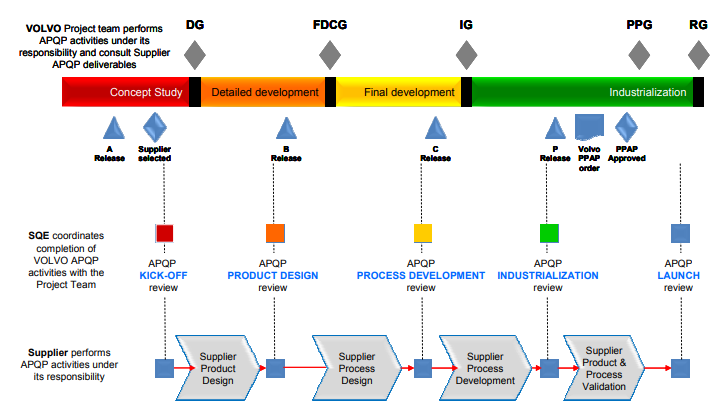 DG
FDCG
IG
PPG
RG
VOLVO Project team performs
APQP activities under its
responsibility and consult Supplier
APQP deliverables
Concept Study
Detailed development
Final development
Industrialization
A
Release
Supplier
selected
B
Release
C
Release
P
Release
Volvo
PPAP
order
PPAP
Approved
SQE coordinates
completion of
VOLVO APQP
activities with the
Project Team
APQP
KICK-OFF
review
APQP
PRODUCT DESIGN
review
APQP
PROCESS DEVELOPMENT
review
APQP
INDUSTRIALIZATION
review
APQP
LAUNCH
review
Supplier performs
APQP activities under
its responsibility
Supplier
Product
Design
Supplier
Process
Design
Supplier
Process
Development
Supplier
Product &
Process
Validation